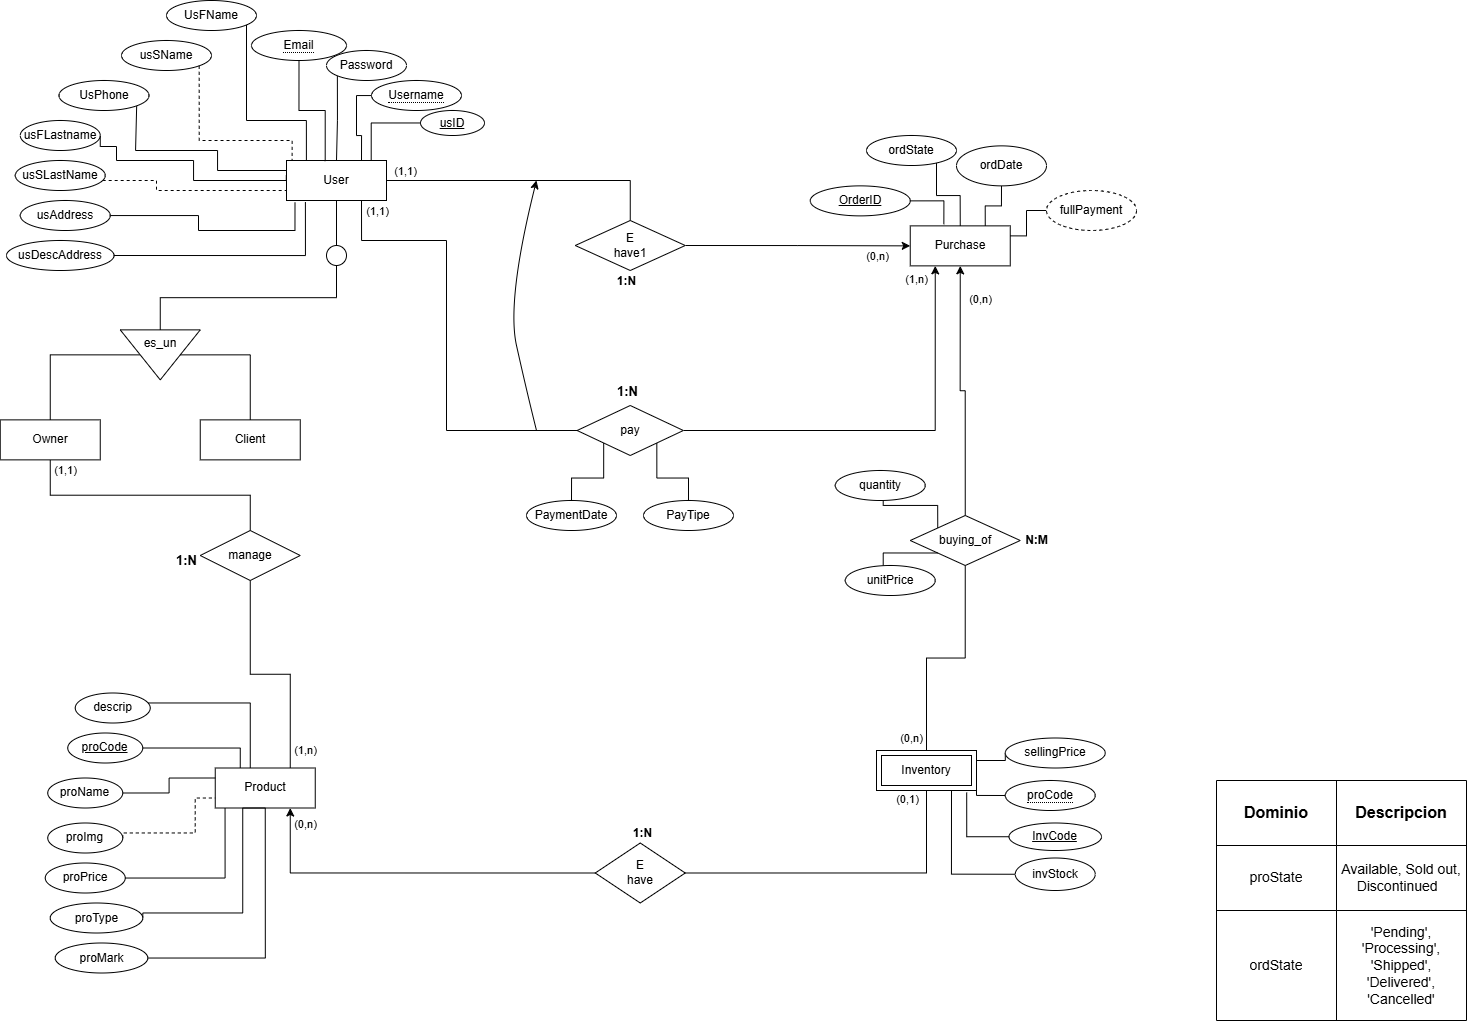 UsFName
Email
usSName
Password
UsPhone
Username
usFLastname
usID
usSLastName
User
(1,1)
(1,1)
usAddress
usDescAddress
ordState
ordDate
OrderID
fullPayment
Purchase
E
have1
(0,n)
1:N
(1,n)
(0,n)
es_un
1:N
Owner
Client
pay
(1,1)
PaymentDate
PayTipe
quantity
buying_of
N:M
unitPrice
1:N
manage
descrip
proCode
(1,n)
(0,n)
sellingPrice
Product
Inventory
proName
proCode
(0,1)
(0,n)
proImg
1:N
InvCode
E
have
proPrice
invStock
proType
proMark
Dominio
Descripcion
proState
Available, Sold out,
Discontinued
ordState
'Pending',
'Processing',
'Shipped',
'Delivered',
'Cancelled'